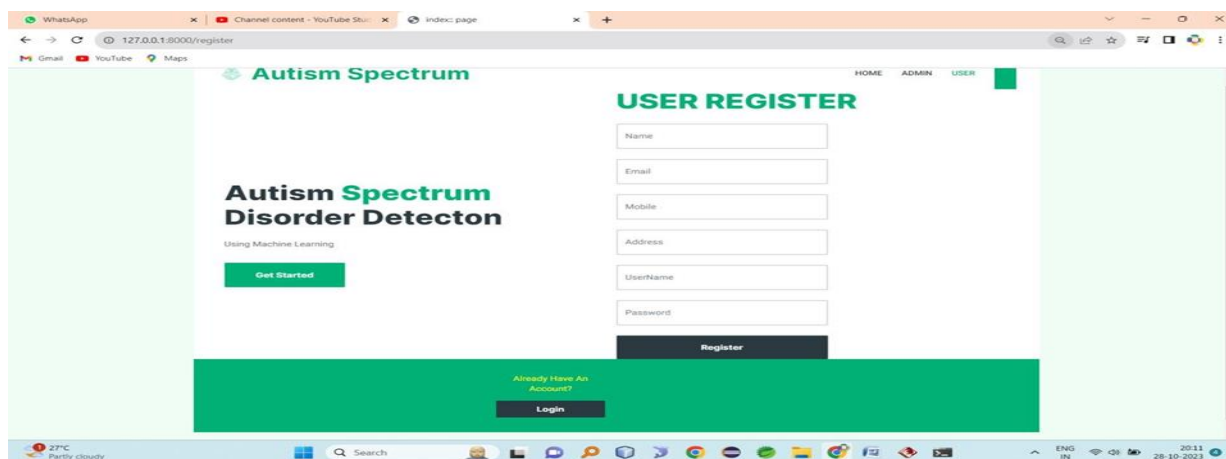 WhatsApp
Channel content - YouTube Stu
index:: page
127.0.0.1:8000/register
Gmail
YouTube
Maps
Autism Spectrum
HOME
ADMIN
USER
USER REGISTER
Name
Email
Mobile
Address
UserName
Password
Register
Autism Spectrum
Disorder Detecton
Using Machine Learning
Get Started
Already Have An
Account?
Login
27°C
Partly cloudy
Search
ENG
IN
20:11
28-10-2023